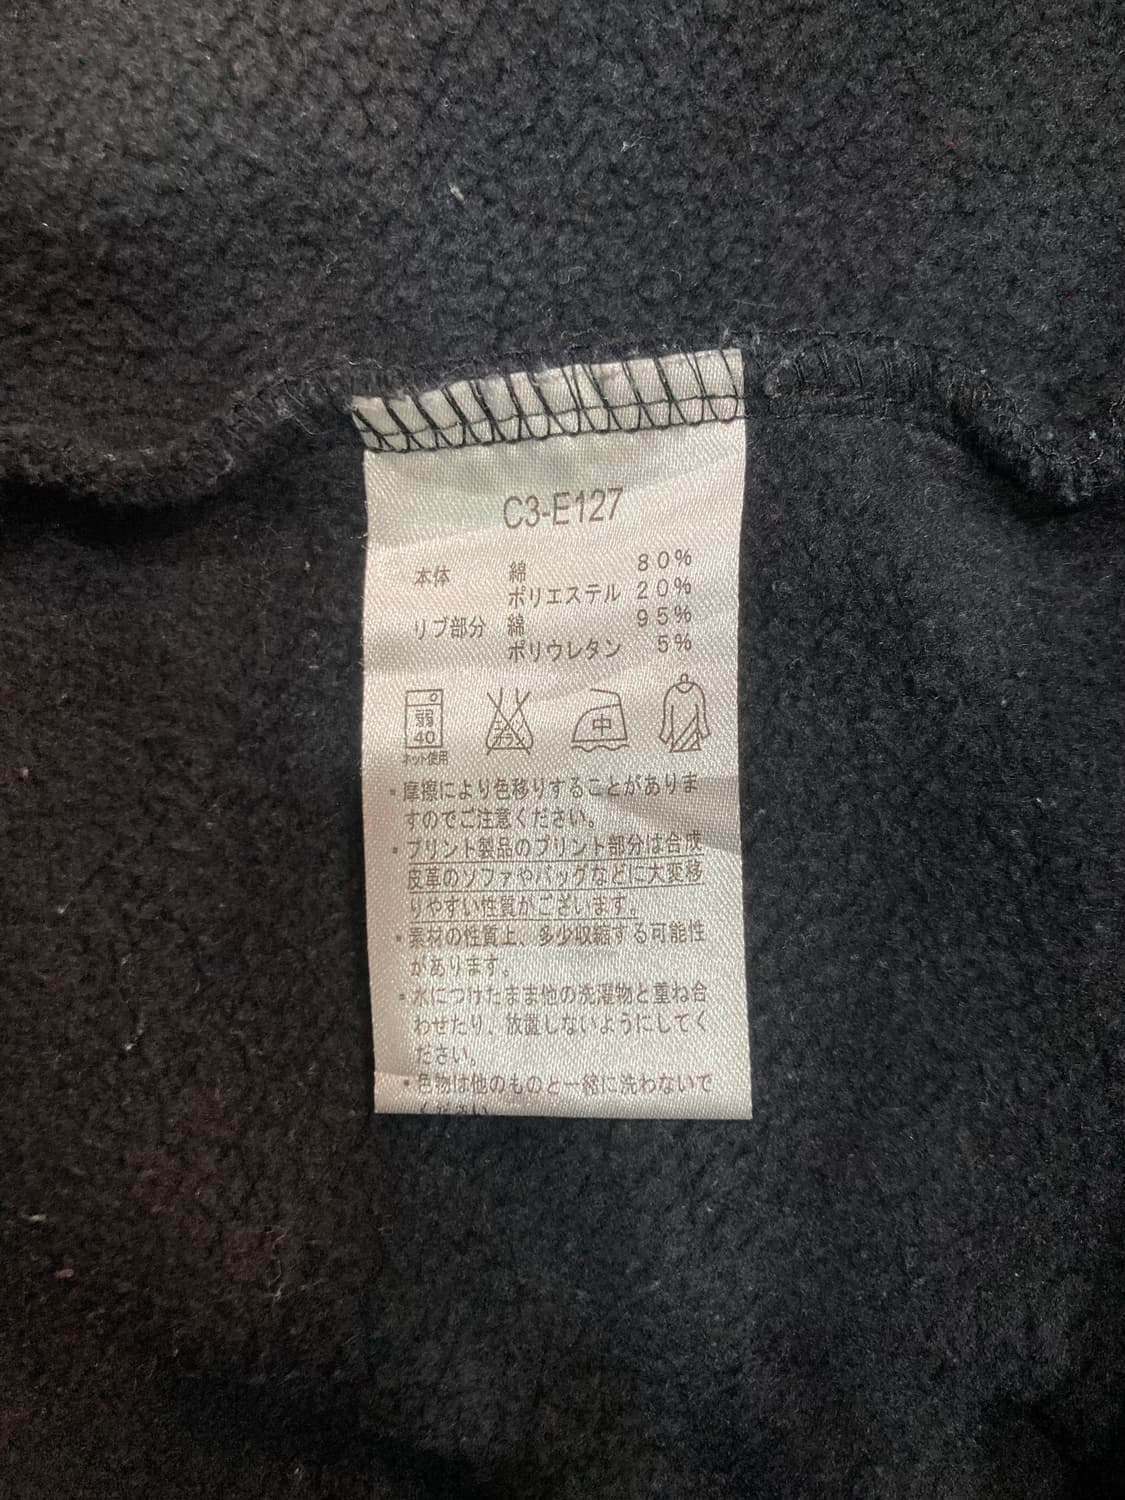 C3-E127
本体 綿 80%
ポリエステル 20%
リブ部分 綿 95%
ポリウレタン 5%
弱 中
40
ネット使用
・摩擦により色移りすることがありま
すのでご注意ください。
・プリント製品のプリント部分は合成
皮革のソファやバッグなどに大変移
りやすい性質がございます。
・素材の性質上、多少収縮する可能性
があります。
・水につけたまま他の洗濯物と重ね合
わせたり、放置しないようにしてく
ださい。
・色物は他のものと一緒に洗わないで
ください。